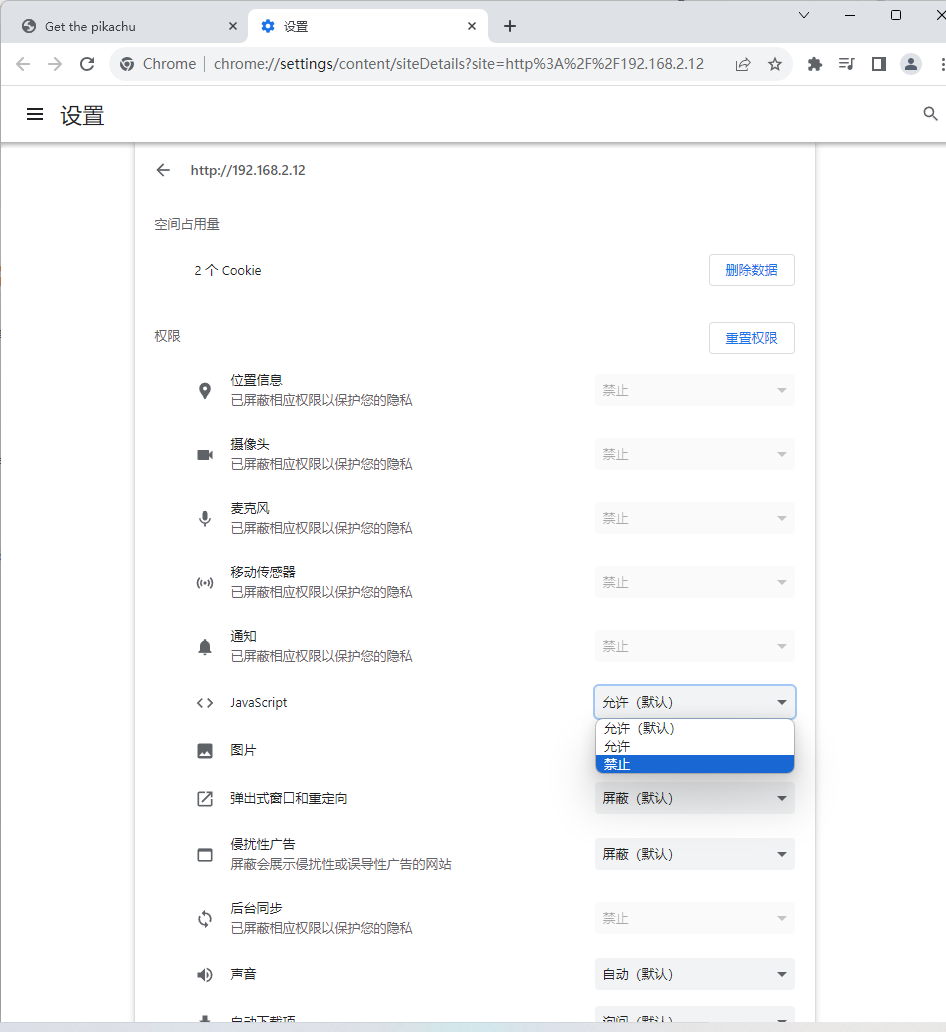 Get the pikachu
设置
Chrome | chrome://settings/content/siteDetails?site=http%3A%2F%2F192.168.2.12
设置
http://192.168.2.12
空间占用量
2 个 Cookie
删除数据
权限
重置权限
位置信息
已屏蔽相应权限以保护您的隐私
禁止
摄像头
已屏蔽相应权限以保护您的隐私
禁止
麦克风
已屏蔽相应权限以保护您的隐私
禁止
移动传感器
已屏蔽相应权限以保护您的隐私
禁止
通知
已屏蔽相应权限以保护您的隐私
禁止
JavaScript
允许（默认）
允许（默认）
允许
禁止
图片
弹出式窗口和重定向
屏蔽（默认）
侵扰性广告
屏蔽会展示侵扰性或误导性广告的网站
屏蔽（默认）
后台同步
已屏蔽相应权限以保护您的隐私
禁止
声音
自动（默认）
自动下载项
询问（默认）